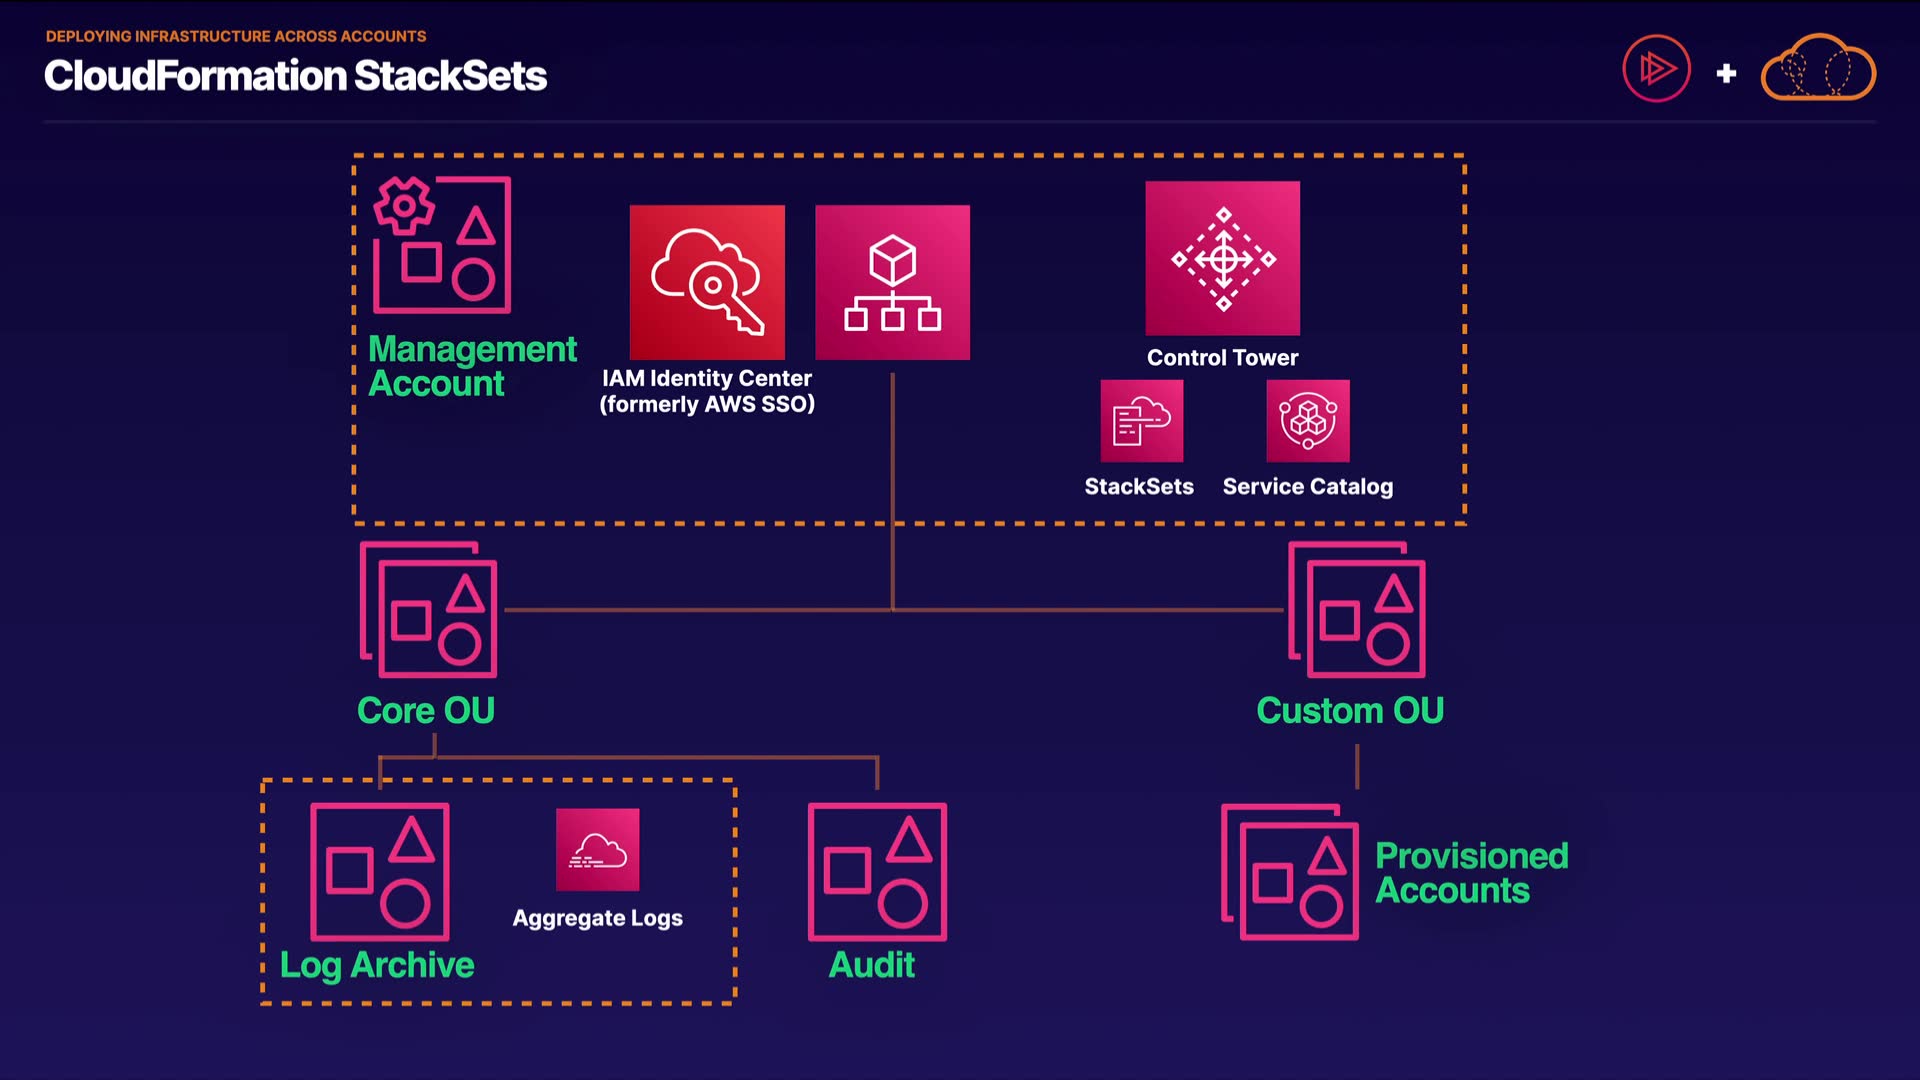 DEPLOYING INFRASTRUCTURE ACROSS ACCOUNTS
CloudFormation StackSets
Management
Account
IAM Identity Center
(formerly AWS SSO)
Control Tower
StackSets
Service Catalog
Core OU
Custom OU
Log Archive
Aggregate Logs
Audit
Provisioned
Accounts